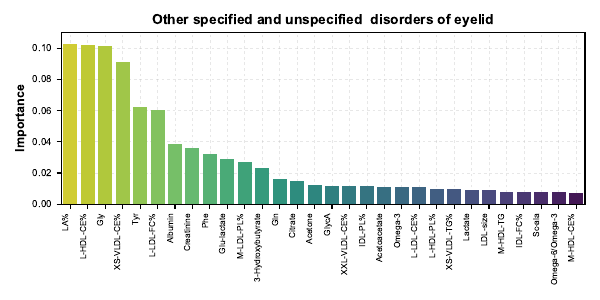 Other specified and unspecified disorders of eyelid
Importance
0.10
0.08
0.06
0.04
0.02
0.00
LA%
L-HDL-CE%
Gly
XS-VLDL-CE%
Tyr
L-LDL-FC%
Albumin
Creatinine
Phe
Glu-lactate
M-LDL-PL%
3-Hydroxybutyrate
Gln
Citrate
Acetone
GlycA
XXL-VLDL-CE%
IDL-PL%
Acetoacetate
Omega-3
L-LDL-CE%
L-HDL-PL%
XS-VLDL-TG%
Lactate
LDL-size
M-HDL-TG
IDL-FC%
Omega-6/Omega-3
M-HDL-CE%